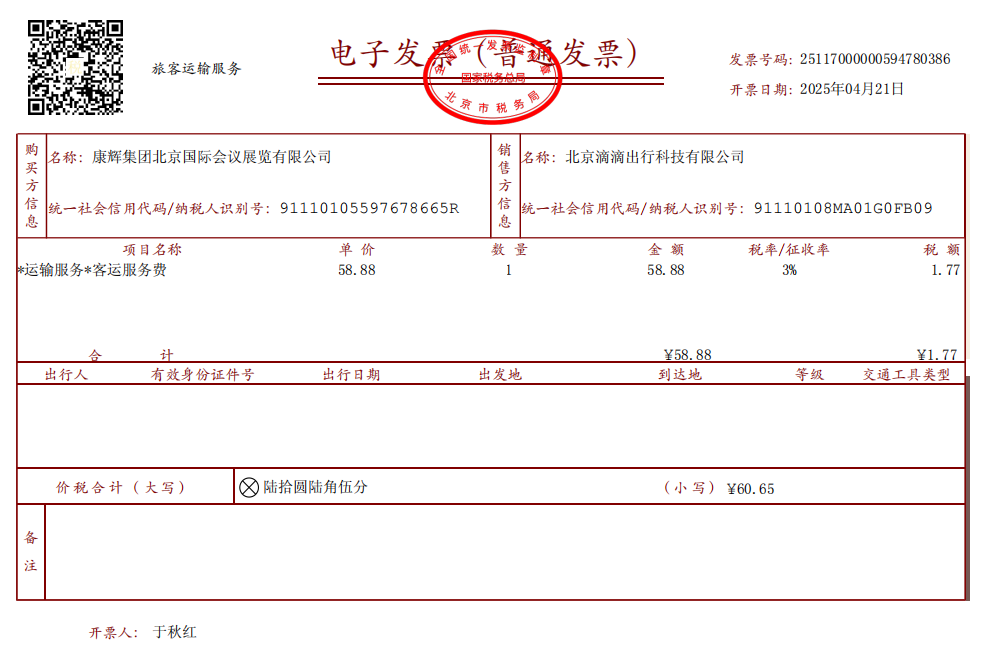 电子发票（普通发票）
全国统一发票监制章
国家税务总局
北京市税务局
旅客运输服务
发票号码：25117000000594780386
开票日期：2025年04月21日
购买方信息
名称：康辉集团北京国际会议展览有限公司
统一社会信用代码/纳税人识别号：91110105597678665R
销售方信息
名称：北京滴滴出行科技有限公司
统一社会信用代码/纳税人识别号：91110108MA01G0FB09
项目名称 单价 数量 金额 税率/征收率 税额
*运输服务*客运服务费 58.88 1 58.88 3% 1.77
合计 ¥58.88 ¥1.77
出行人 有效身份证件号 出行日期 出发地 到达地 等级 交通工具类型
价税合计（大写） 陆拾圆陆角伍分 （小写）¥60.65
备注
开票人：于秋红